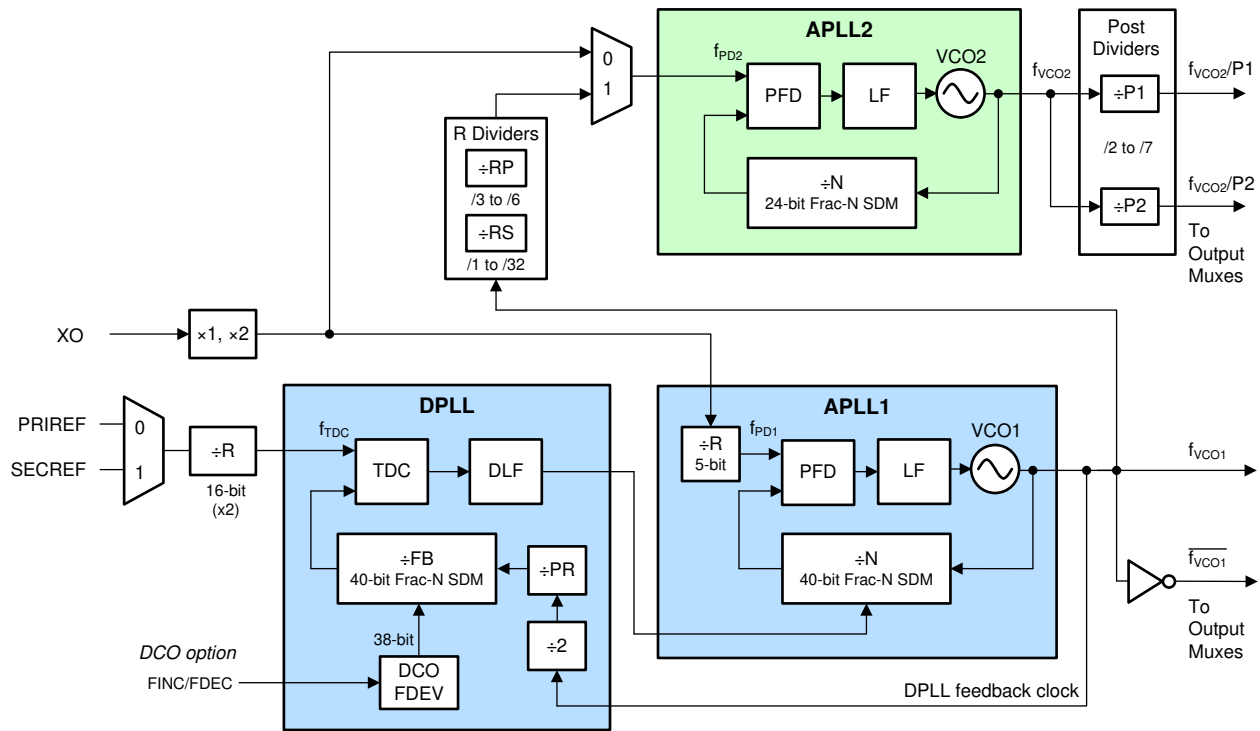 APLL2
Post
Dividers
VCO2
fPD2
fVCO2
fVCO2/P1
0
1
PFD
LF
÷P1
R Dividers
÷RP
/3 to /6
÷RS
/1 to /32
÷N
24-bit Frac-N SDM
/2 to /7
÷P2
fVCO2/P2
To
Output
Muxes
XO
×1, ×2
DPLL
APLL1
PRIREF
SECREF
0
1
÷R
16-bit
(x2)
fTDC
TDC
DLF
÷R
5-bit
fPD1
PFD
LF
VCO1
fVCO1
÷FB
40-bit Frac-N SDM
÷PR
÷N
40-bit Frac-N SDM
fVCO1
To
Output
Muxes
38-bit
÷2
DCO option
FINC/FDEC
DCO
FDEV
DPLL feedback clock